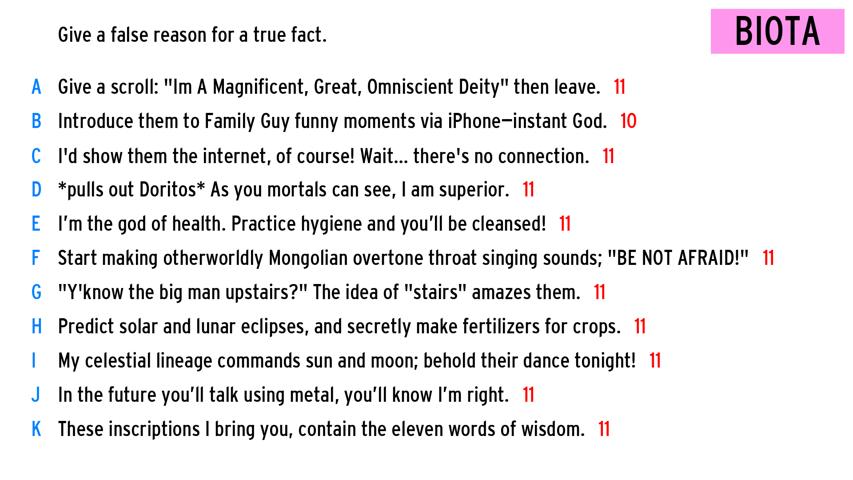 Give a false reason for a true fact.
BIOTA
A Give a scroll: "Im A Magnificent, Great, Omniscient Deity" then leave. 11
B Introduce them to Family Guy funny moments via iPhone—instant God. 10
C I'd show them the internet, of course! Wait... there's no connection. 11
D *pulls out Doritos* As you mortals can see, I am superior. 11
E I’m the god of health. Practice hygiene and you’ll be cleansed! 11
F Start making otherworldly Mongolian overtone throat singing sounds; "BE NOT AFRAID!" 11
G "Y'know the big man upstairs?" The idea of "stairs" amazes them. 11
H Predict solar and lunar eclipses, and secretly make fertilizers for crops. 11
I My celestial lineage commands sun and moon; behold their dance tonight! 11
J In the future you’ll talk using metal, you’ll know I’m right. 11
K These inscriptions I bring you, contain the eleven words of wisdom. 11